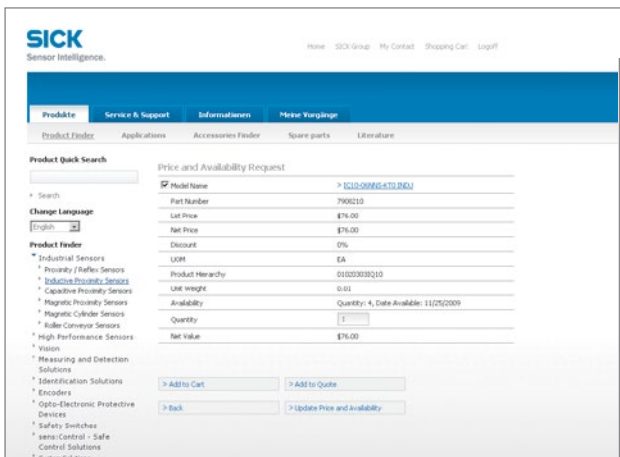 SICK
Sensor Intelligence.
Home SICK Group My Contact Shopping Cart Logoff
Produkte Service & Support Informationen Meine Vorgänge
Product Finder Applications Accessories Finder Spare parts Literature
Product Quick Search
Search
Change Language
English
Product Finder
Industrial Sensors
Proximity / Reflex Sensors
Inductive Proximity Sensors
Capacitive Proximity Sensors
Magnetic Proximity Sensors
Magnetic Cylinder Sensors
Roller Conveyor Sensors
High Performance Sensors
Vision
Measuring and Detection
Solutions
Identification Solutions
Encoders
Opto-Electronic Protective
Devices
Safety Switches
sens:Control - Safe
Control Solutions
Price and Availability Request
Model Name > IC10-06NNS-KT0 INDU
Part Number 7900210
List Price $76.00
Net Price $76.00
Discount 0%
UOM EA
Product Hierarchy
Unit Weight 0.01
Availability Quantity: 4, Date Available: 11/25/2009
Quantity 1
Net Value $76.00
> Add to Cart > Add to Quote
> Back > Update Price and Availability